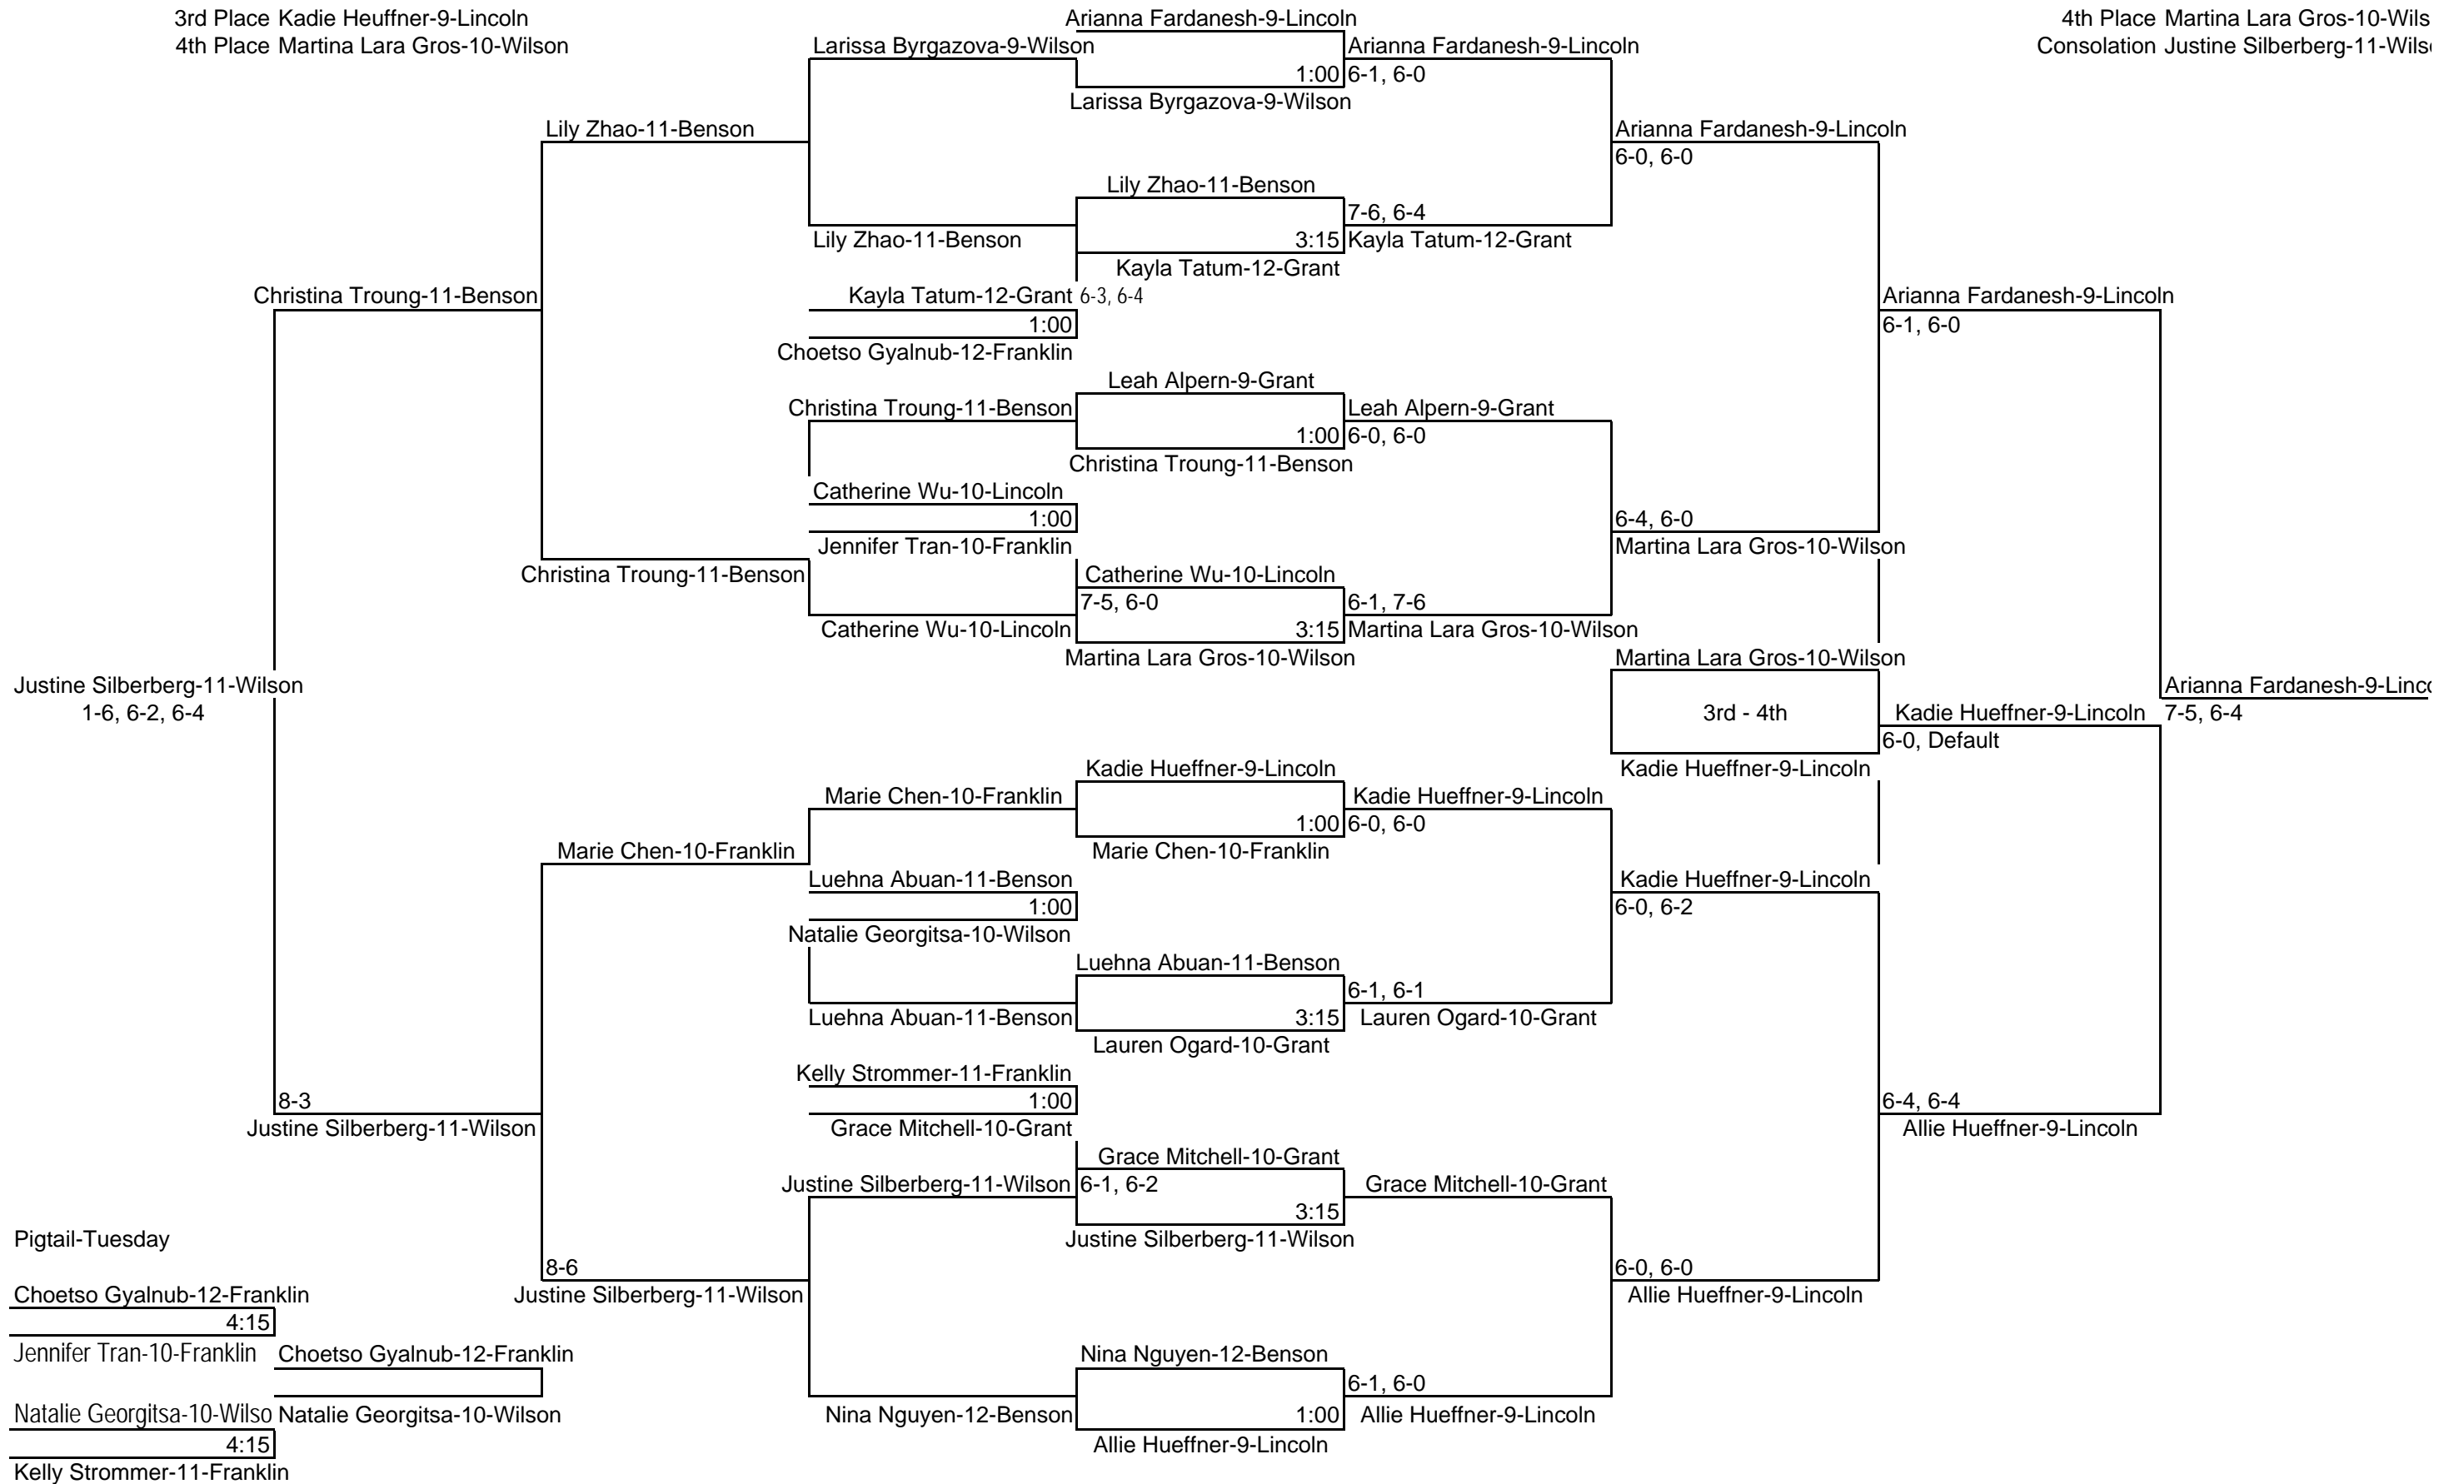 3rd Place Kadie Heuffner-9-Lincoln
Arianna Fardanesh-9-Lincoln
4th Place Martina Lara Gros-10-Wils
4th Place Martina Lara Gros-10-Wilson
Larissa Byrgazova-9-Wilson
Arianna Fardanesh-9-Lincoln
Consolation Justine Silberberg-11-Wils
1:00 6-1, 6-0
Larissa Byrgazova-9-Wilson
Lily Zhao-11-Benson
Arianna Fardanesh-9-Lincoln
6-0, 6-0
Lily Zhao-11-Benson
7-6, 6-4
Lily Zhao-11-Benson
3:15 Kayla Tatum-12-Grant
Kayla Tatum-12-Grant
Christina Troung-11-Benson
Kayla Tatum-12-Grant 6-3, 6-4
Arianna Fardanesh-9-Lincoln
1:00
6-1, 6-0
Choetso Gyalnub-12-Franklin
Leah Alpern-9-Grant
Christina Troung-11-Benson
Leah Alpern-9-Grant
1:00 6-0, 6-0
Christina Troung-11-Benson
Catherine Wu-10-Lincoln
1:00
6-4, 6-0
Jennifer Tran-10-Franklin
Martina Lara Gros-10-Wilson
Christina Troung-11-Benson
Catherine Wu-10-Lincoln
7-5, 6-0
6-1, 7-6
Catherine Wu-10-Lincoln
3:15 Martina Lara Gros-10-Wilson
Martina Lara Gros-10-Wilson
Martina Lara Gros-10-Wilson
Justine Silberberg-11-Wilson
Arianna Fardanesh-9-Linc
1-6, 6-2, 6-4
3rd - 4th
Kadie Hueffner-9-Lincoln
7-5, 6-4
6-0, Default
Kadie Hueffner-9-Lincoln
Kadie Hueffner-9-Lincoln
Marie Chen-10-Franklin
Kadie Hueffner-9-Lincoln
1:00 6-0, 6-0
Marie Chen-10-Franklin
Marie Chen-10-Franklin
Luehna Abuan-11-Benson
Kadie Hueffner-9-Lincoln
1:00
6-0, 6-2
Natalie Georgitsa-10-Wilson
Luehna Abuan-11-Benson
6-1, 6-1
Luehna Abuan-11-Benson
3:15
Lauren Ogard-10-Grant
Lauren Ogard-10-Grant
Kelly Strommer-11-Franklin
8-3
1:00
6-4, 6-4
Justine Silberberg-11-Wilson
Grace Mitchell-10-Grant
Allie Hueffner-9-Lincoln
Grace Mitchell-10-Grant
Justine Silberberg-11-Wilson
6-1, 6-2
Grace Mitchell-10-Grant
3:15
Pigtail-Tuesday
Justine Silberberg-11-Wilson
8-6
6-0, 6-0
Choetso Gyalnub-12-Franklin
Justine Silberberg-11-Wilson
Allie Hueffner-9-Lincoln
4:15
Jennifer Tran-10-Franklin
Choetso Gyalnub-12-Franklin
Nina Nguyen-12-Benson
6-1, 6-0
Natalie Georgitsa-10-Wilso
Natalie Georgitsa-10-Wilson
Nina Nguyen-12-Benson
1:00
Allie Hueffner-9-Lincoln
4:15
Allie Hueffner-9-Lincoln
Kelly Strommer-11-Franklin